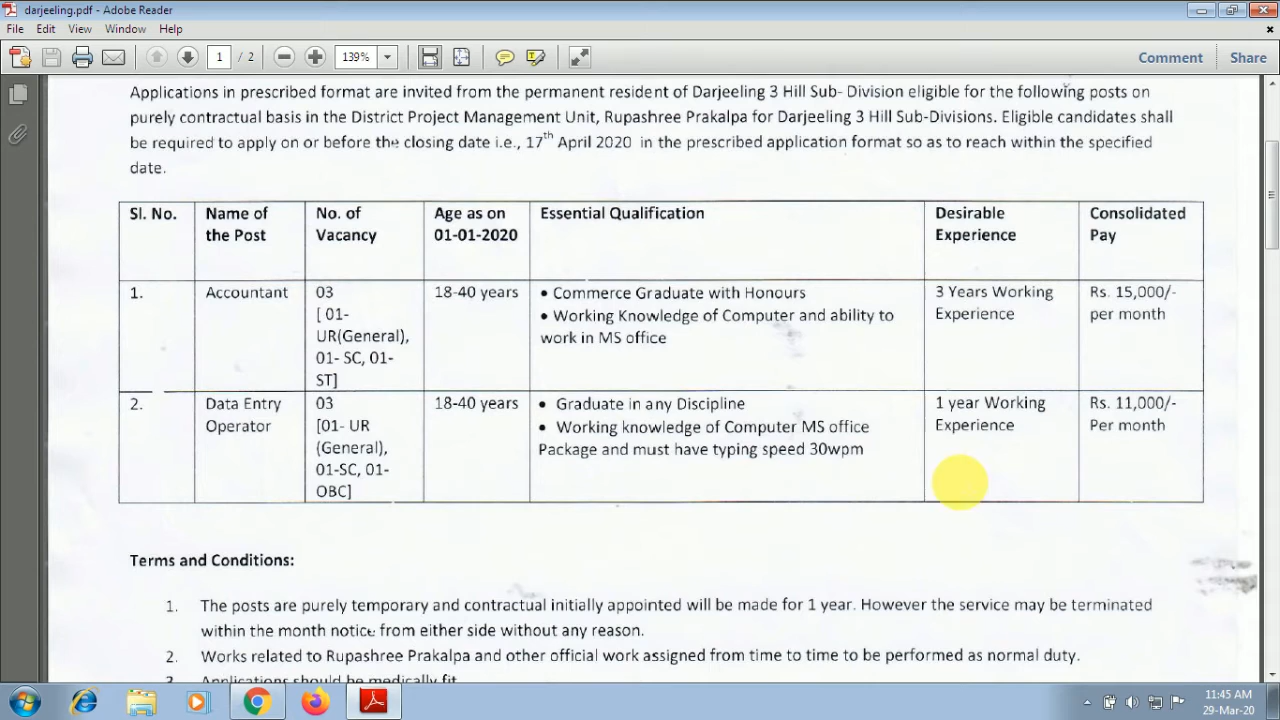 darjeeling.pdf - Adobe Reader
File Edit View Window Help
1 / 2 139% Comment Share
Applications in prescribed format are invited from the permanent resident of Darjeeling 3 Hill Sub- Division eligible for the following posts on
purely contractual basis in the District Project Management Unit, Rupashree Prakalpa for Darjeeling 3 Hill Sub-Divisions. Eligible candidates shall
be required to apply on or before the closing date i.e., 17th April 2020 in the prescribed application format so as to reach within the specified
date.
Sl. No.
Name of
the Post
No. of
Vacancy
Age as on
01-01-2020
Essential Qualification
Desirable
Experience
Consolidated
Pay
1.
Accountant
03
[ 01-
UR(General),
01- SC, 01-
ST]
18-40 years
• Commerce Graduate with Honours
• Working Knowledge of Computer and ability to
work in MS office
3 Years Working
Experience
Rs. 15,000/-
per month
2.
Data Entry
Operator
03
[01- UR
(General),
01-SC, 01-
OBC]
18-40 years
• Graduate in any Discipline
• Working knowledge of Computer MS office
Package and must have typing speed 30wpm
1 year Working
Experience
Rs. 11,000/-
Per month
Terms and Conditions:
1. The posts are purely temporary and contractual initially appointed will be made for 1 year. However the service may be terminated
within the month notice from either side without any reason.
2. Works related to Rupashree Prakalpa and other official work assigned from time to time to be performed as normal duty.
3. Applications should be medically fit
11:45 AM
29-Mar-20